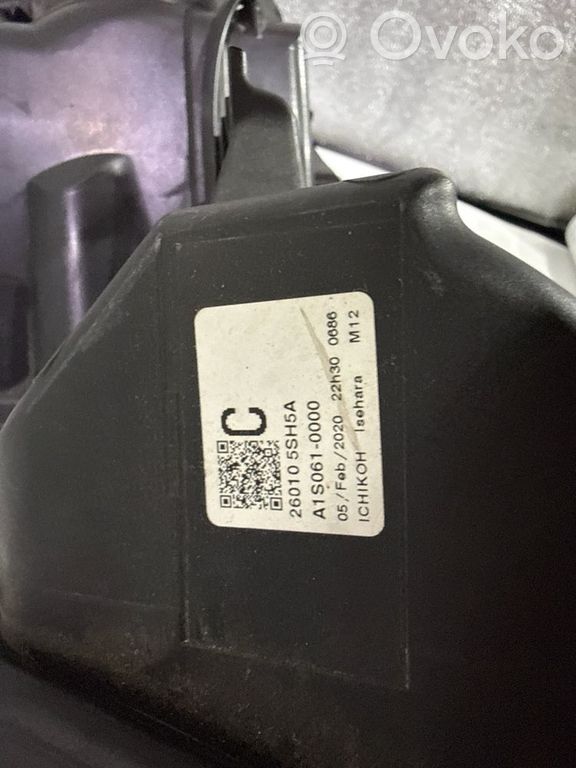 Ovoko
C
26010 5SH5A
A1S061-0000
05/Feb/2020 22h30 0686
ICHIKOH Isehara M12